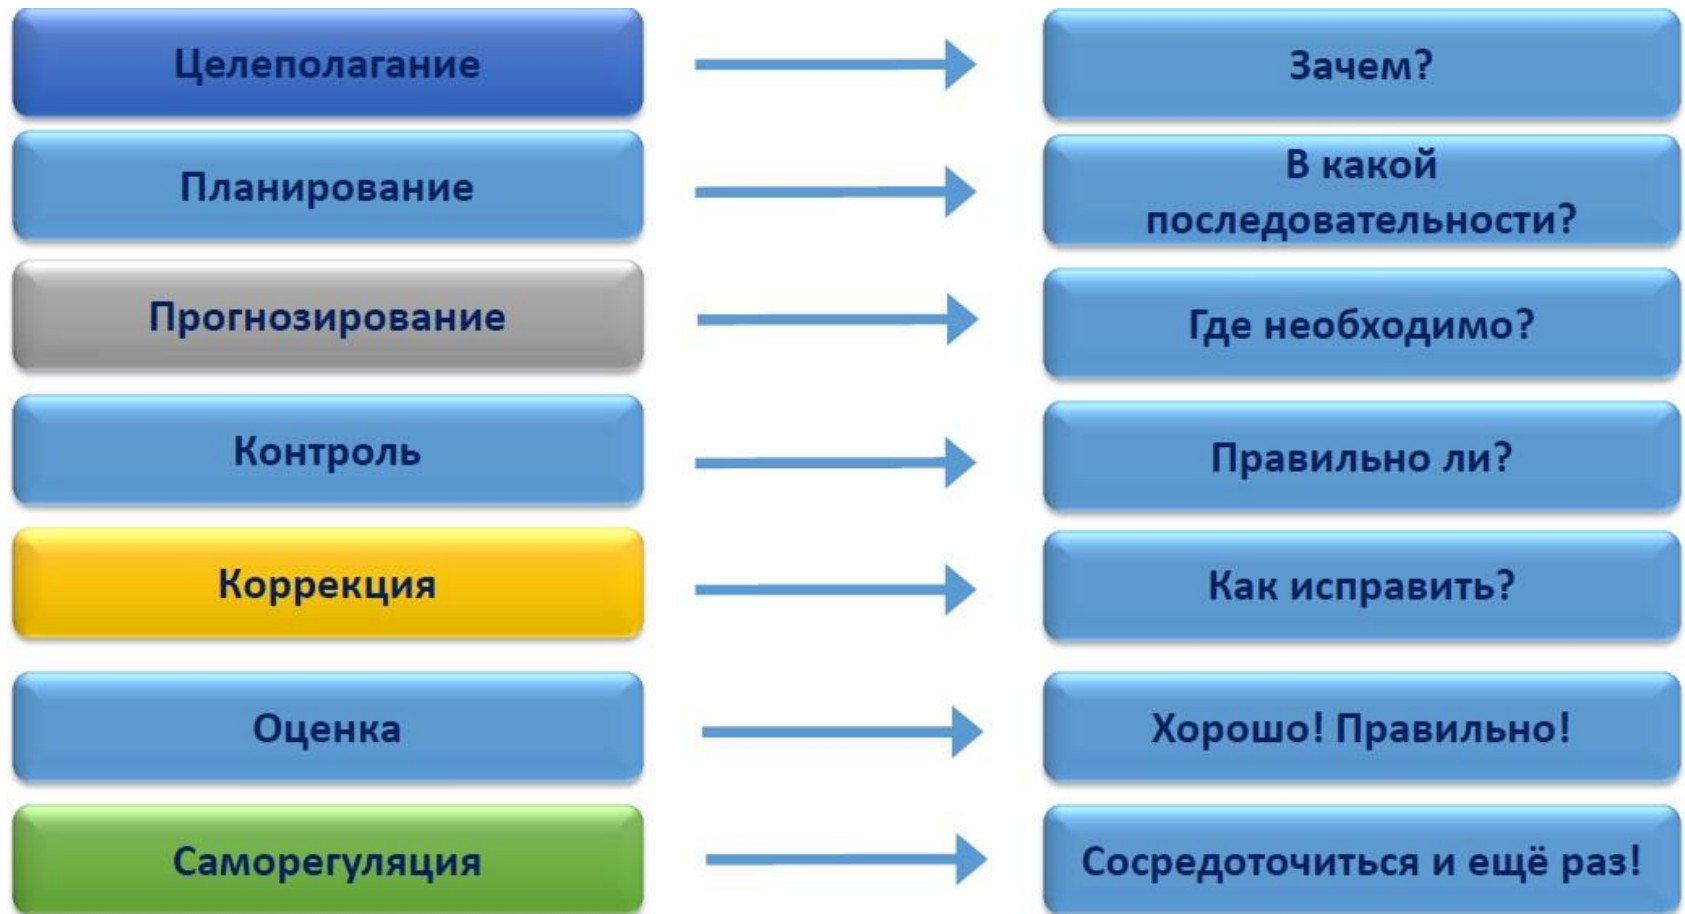 Целеполагание
Зачем?
Планирование
В какой
последовательности?
Прогнозирование
Где необходимо?
Контроль
Правильно ли?
Коррекция
Как исправить?
Оценка
Хорошо! Правильно!
Саморегуляция
Сосредоточиться и ещё раз!